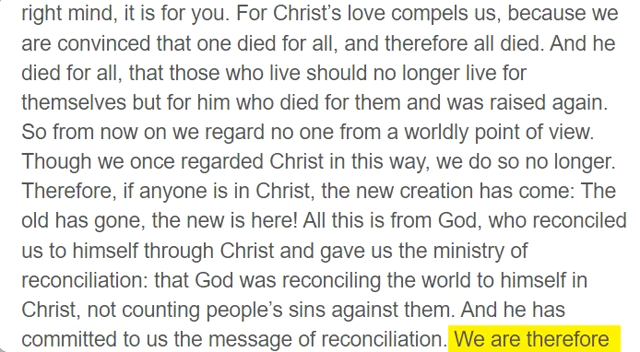 right mind, it is for you. For Christ’s love compels us, because we
are convinced that one died for all, and therefore all died. And he
died for all, that those who live should no longer live for
themselves but for him who died for them and was raised again.
So from now on we regard no one from a worldly point of view.
Though we once regarded Christ in this way, we do so no longer.
Therefore, if anyone is in Christ, the new creation has come: The
old has gone, the new is here! All this is from God, who reconciled
us to himself through Christ and gave us the ministry of
reconciliation: that God was reconciling the world to himself in
Christ, not counting people’s sins against them. And he has
committed to us the message of reconciliation. We are therefore